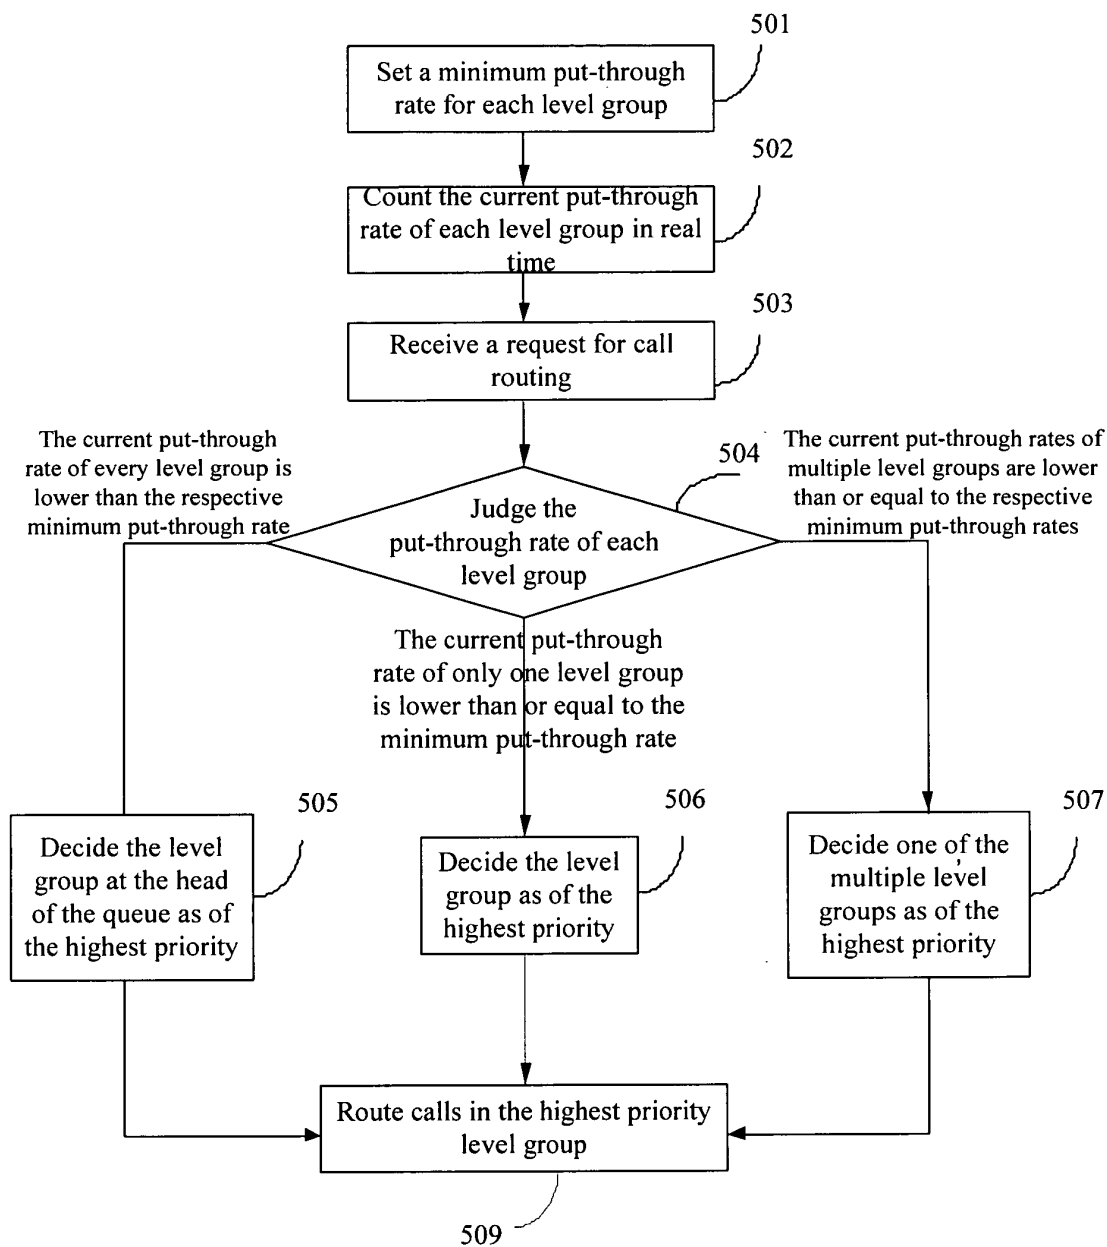 501
Set a minimum put-through
rate for each level group
502
Count the current put-through
rate of each level group in real
time
503
Receive a request for call
routing
The current put-through
rate of every level group is
lower than the respective
minimum put-through rate
504
The current put-through rates of
multiple level groups are lower
than or equal to the respective
minimum put-through rates
Judge the
put-through rate of each
level group
The current put-through
rate of only one level group
is lower than or equal to the
minimum put-through rate
505
Decide the level
group at the head
of the queue as of
the highest priority
506
Decide the level
group as of the
highest priority
507
Decide one of the
multiple level
groups as of the
highest priority
Route calls in the highest priority
level group
509